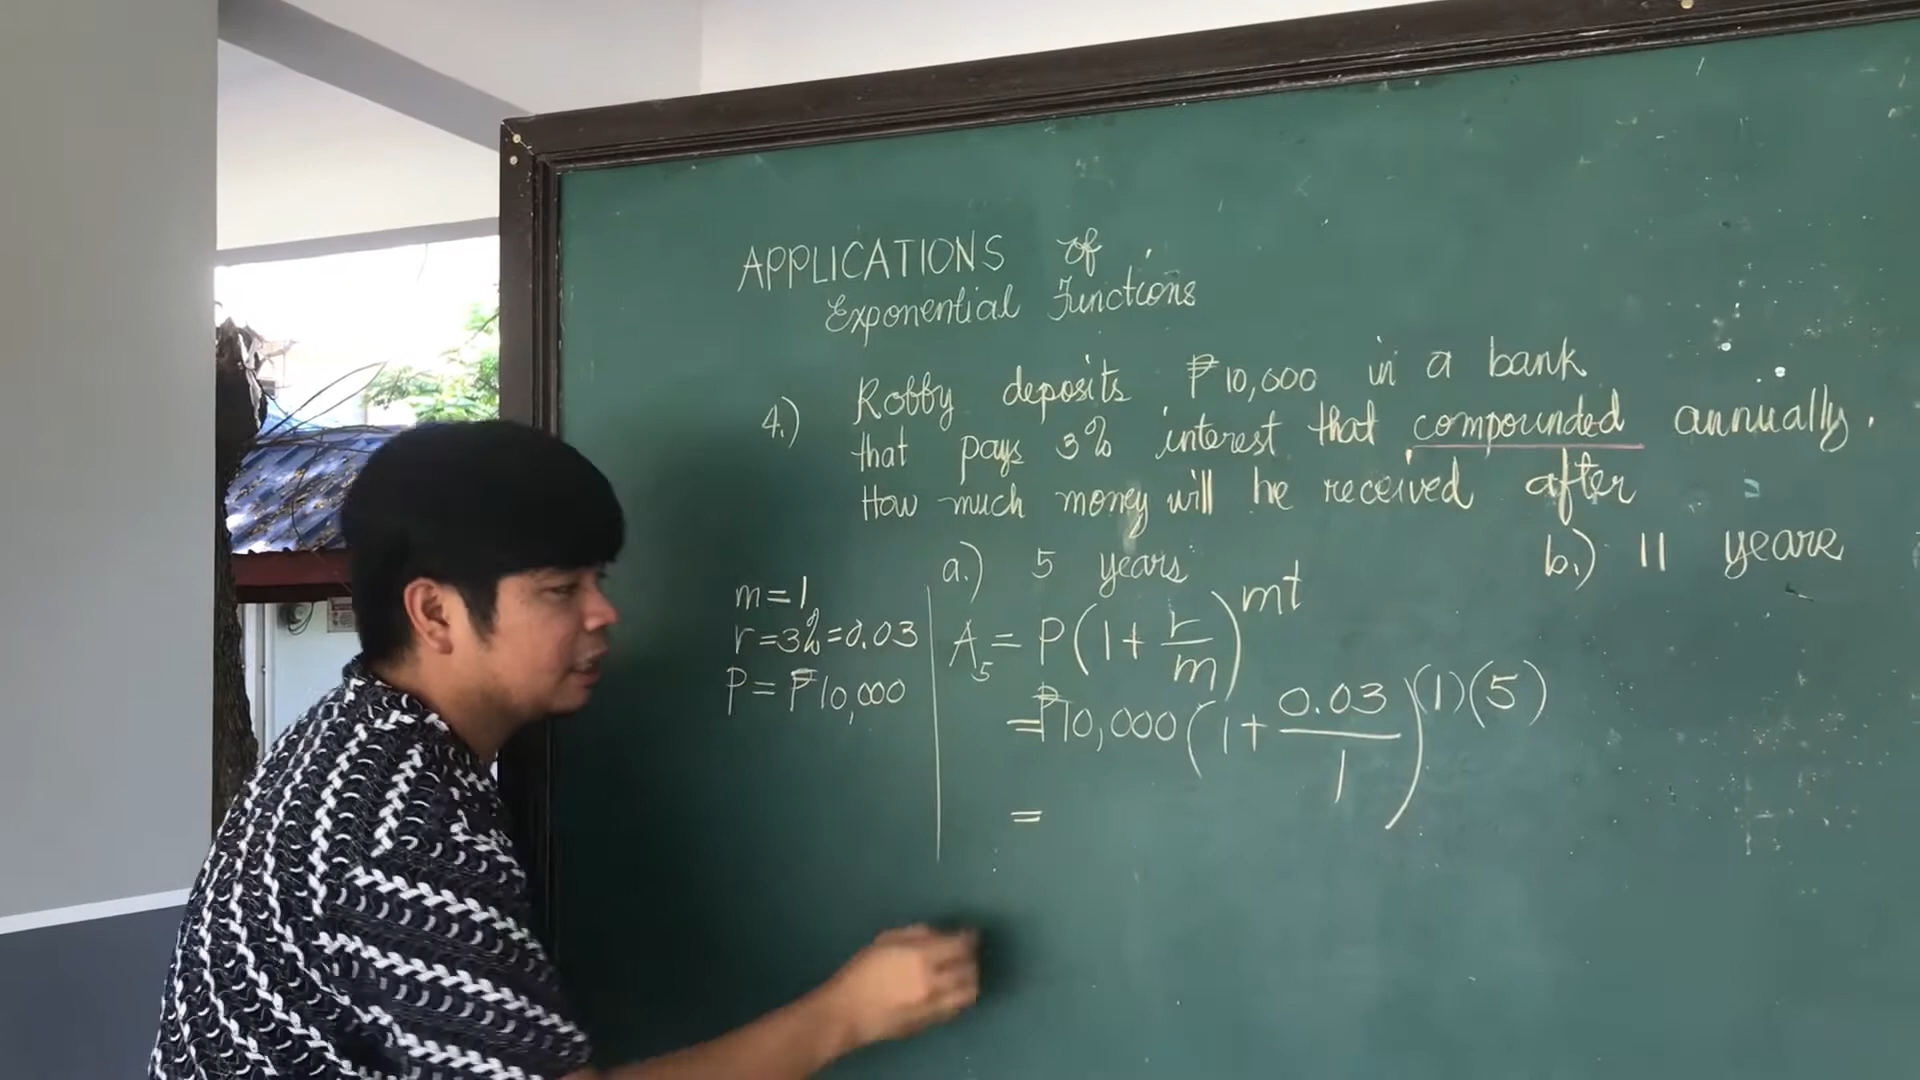 APPLICATIONS of
Exponential Functions
4.) Robby deposits ₱10,000 in a bank
that pays 3% interest that compounded annually.
How much money will he received after
a.) 5 years
b.) 11 years
m=1
r=3%=0.03
P=₱10,000
A₅ = P(1+r/m)^mt
=₱10,000(1+0.03/1)^(1)(5)
=